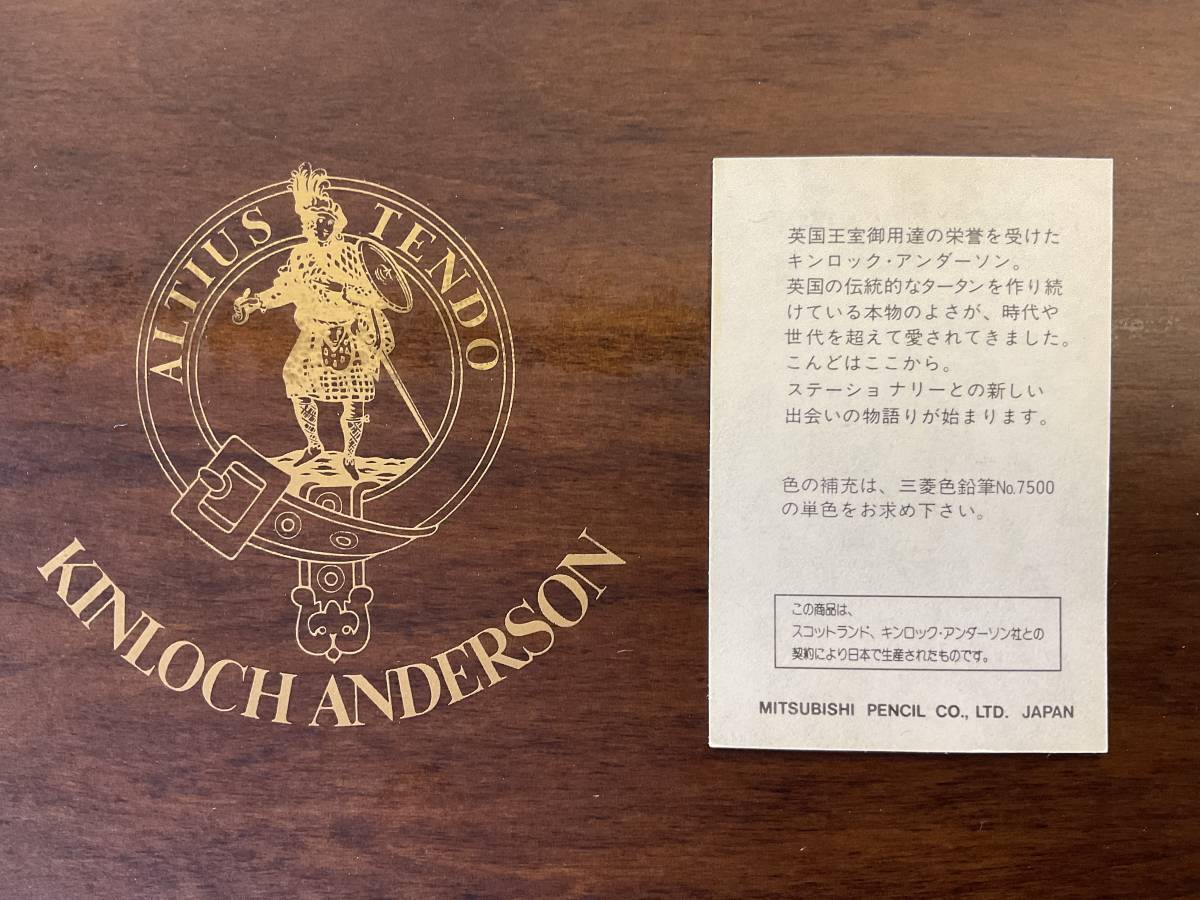 ALTIUS TENDO
KINLOCH ANDERSON
英国王室御用達の栄誉を受けた
キンロック・アンダーソン。
英国の伝統的なタータンを作り続
けている本物のよさが、時代や
世代を超えて愛されてきました。
こんどはここから。
ステーショナリーとの新しい
出会いの物語りが始まります。
色の補充は、三菱色鉛筆No.7500
の単色をお求め下さい。
この商品は、
スコットランド、キンロック・アンダーソン社との
契約により日本で生産されたものです。
MITSUBISHI PENCIL CO., LTD. JAPAN